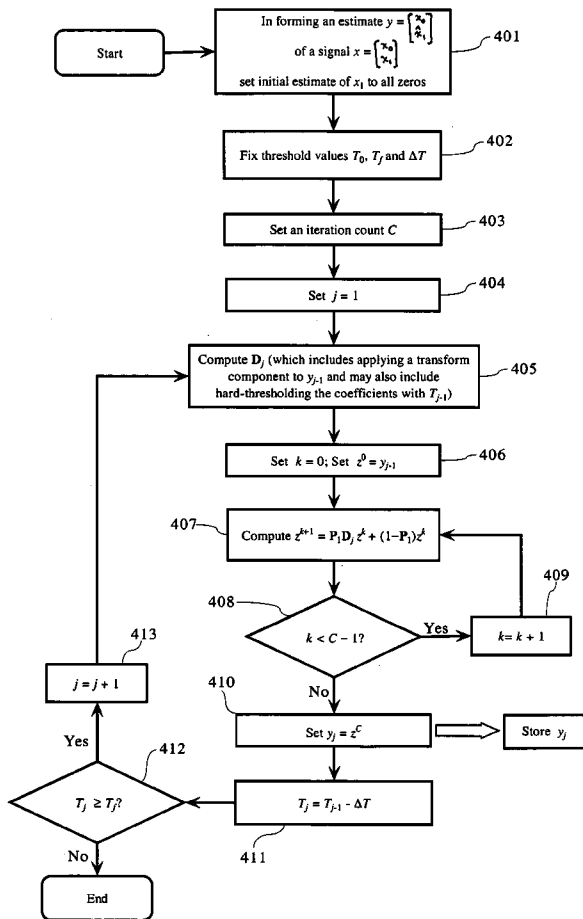 Start
In forming an estimate y = [x₀ x̂₁]
of a signal x = [x₀ x₁]
set initial estimate of x₁ to all zeros
401
Fix threshold values T₀, T_f and ΔT
402
Set an iteration count C
403
Set j = 1
404
Compute D_j (which includes applying a transform
component to y_{j-1} and may also include
hard-thresholding the coefficients with T_{j-1})
405
Set k = 0; Set z⁰ = y_{j-1}
406
407
Compute z^{k+1} = P₁D_j z^k + (1-P₁)z^k
408
k < C – 1?
Yes
409
k= k + 1
No
410
Set y_j = z^C
Store y_j
T_j = T_{j-1} - ΔT
411
412
T_j ≥ T_f?
Yes
413
j = j + 1
No
End